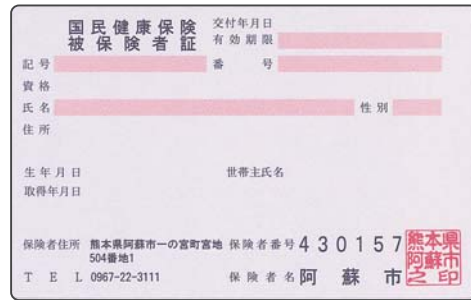 国民健康保険 交付年月日
被保険者証 有効期限
記号 番号
資格
氏名 性別
住所
生年月日 世帯主氏名
取得年月日
保険者住所 熊本県阿蘇市一の宮町宮地 保険者番号 430157
504番地1
TEL 0967-22-3111 保険者名 阿蘇市
熊本県
阿蘇市
之印